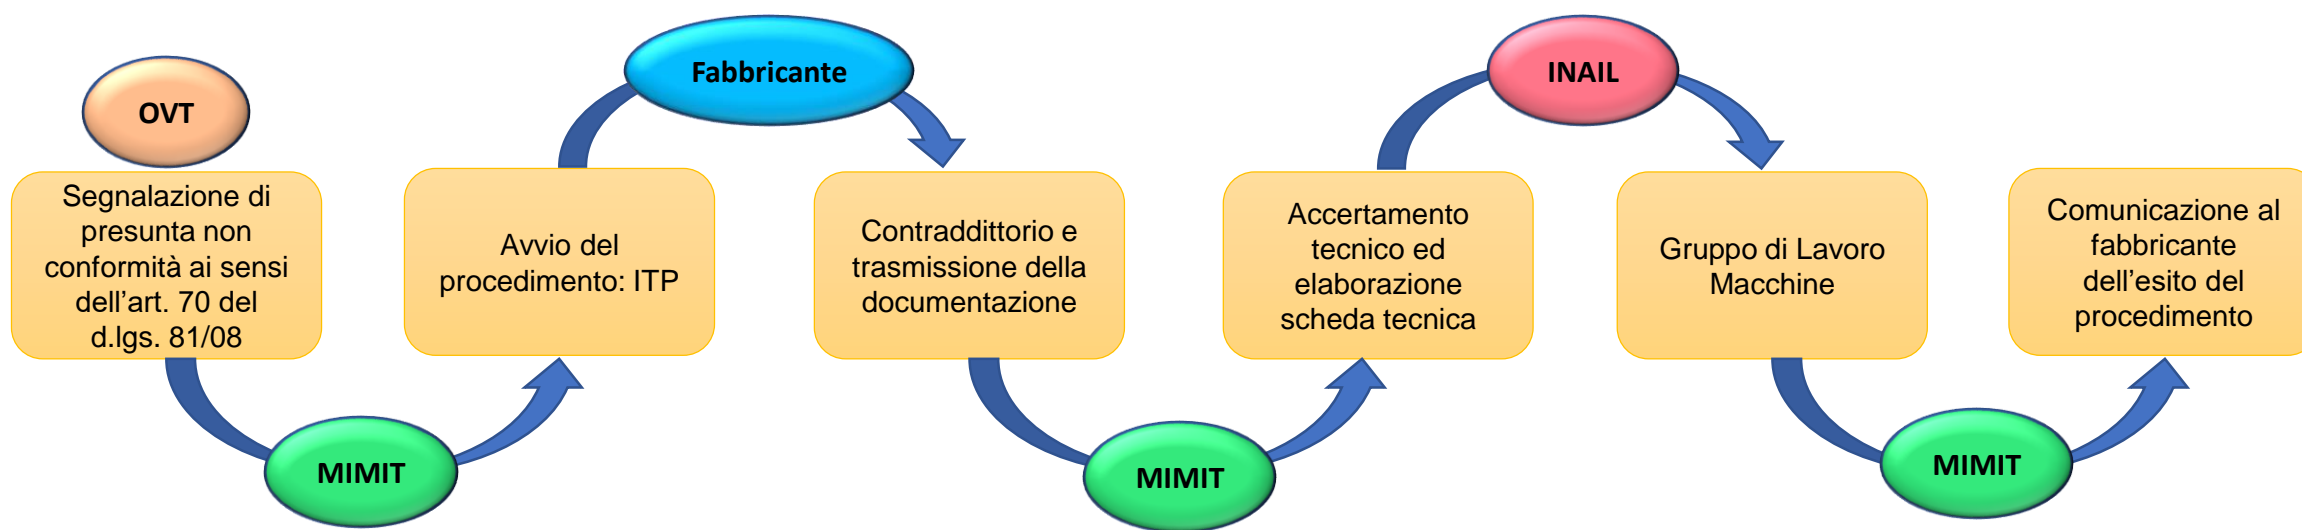 OVT
Segnalazione di
presunta non
conformità ai sensi
dell’art. 70 del
d.lgs. 81/08
MIMIT
Avvio del
procedimento: ITP
Fabbricante
Contraddittorio e
trasmissione della
documentazione
MIMIT
Accertamento
tecnico ed
elaborazione
scheda tecnica
INAIL
Gruppo di Lavoro
Macchine
MIMIT
Comunicazione al
fabbricante
dell’esito del
procedimento